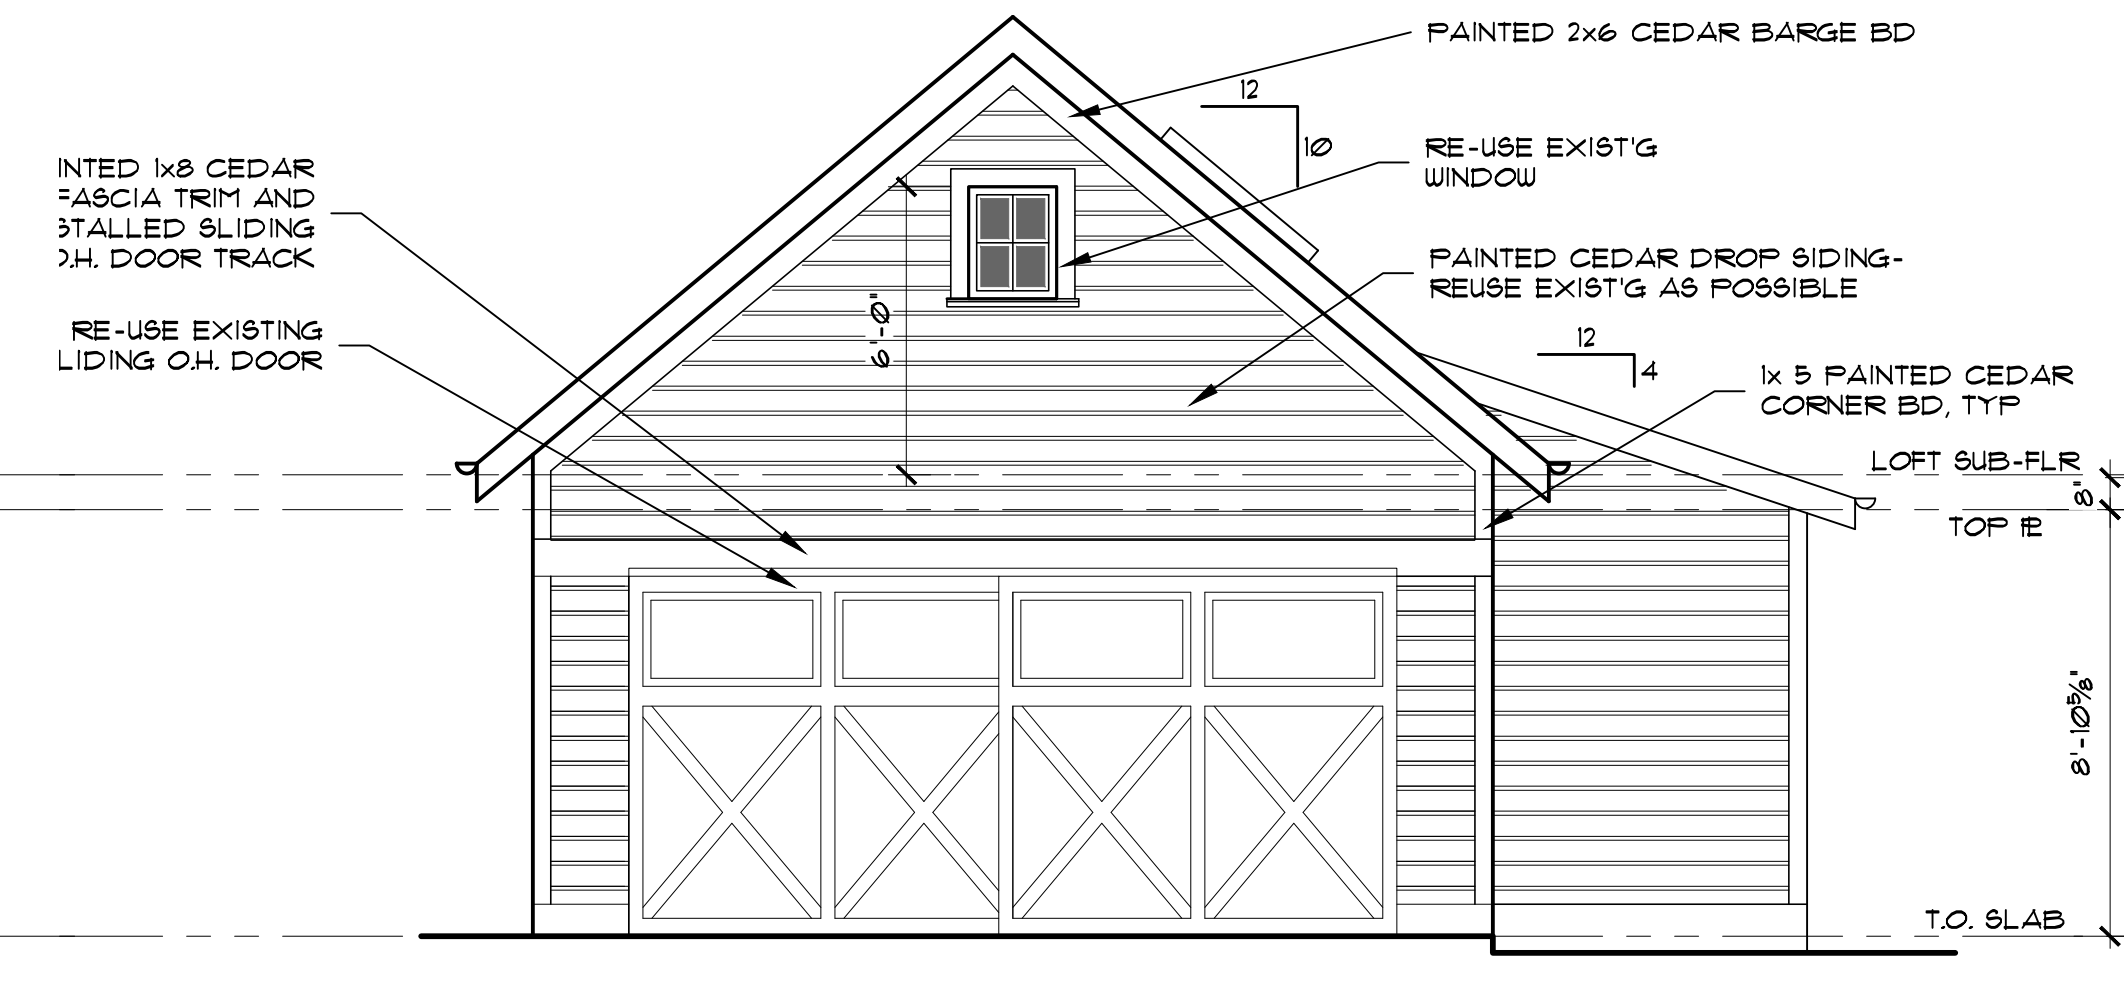 PAINTED 2x6 CEDAR BARGE BD
12
10
RE-USE EXIST'G
WINDOW
INTED 1x8 CEDAR
FASCIA TRIM AND
STALLED SLIDING
O.H. DOOR TRACK
PAINTED CEDAR DROP SIDING-
REUSE EXIST'G AS POSSIBLE
RE-USE EXISTING
LIDING O.H. DOOR
6'-0"
12
4
1x 5 PAINTED CEDAR
CORNER BD, TYP
LOFT SUB-FLR
8"
TOP PL
8'-10⅝"
T.O. SLAB